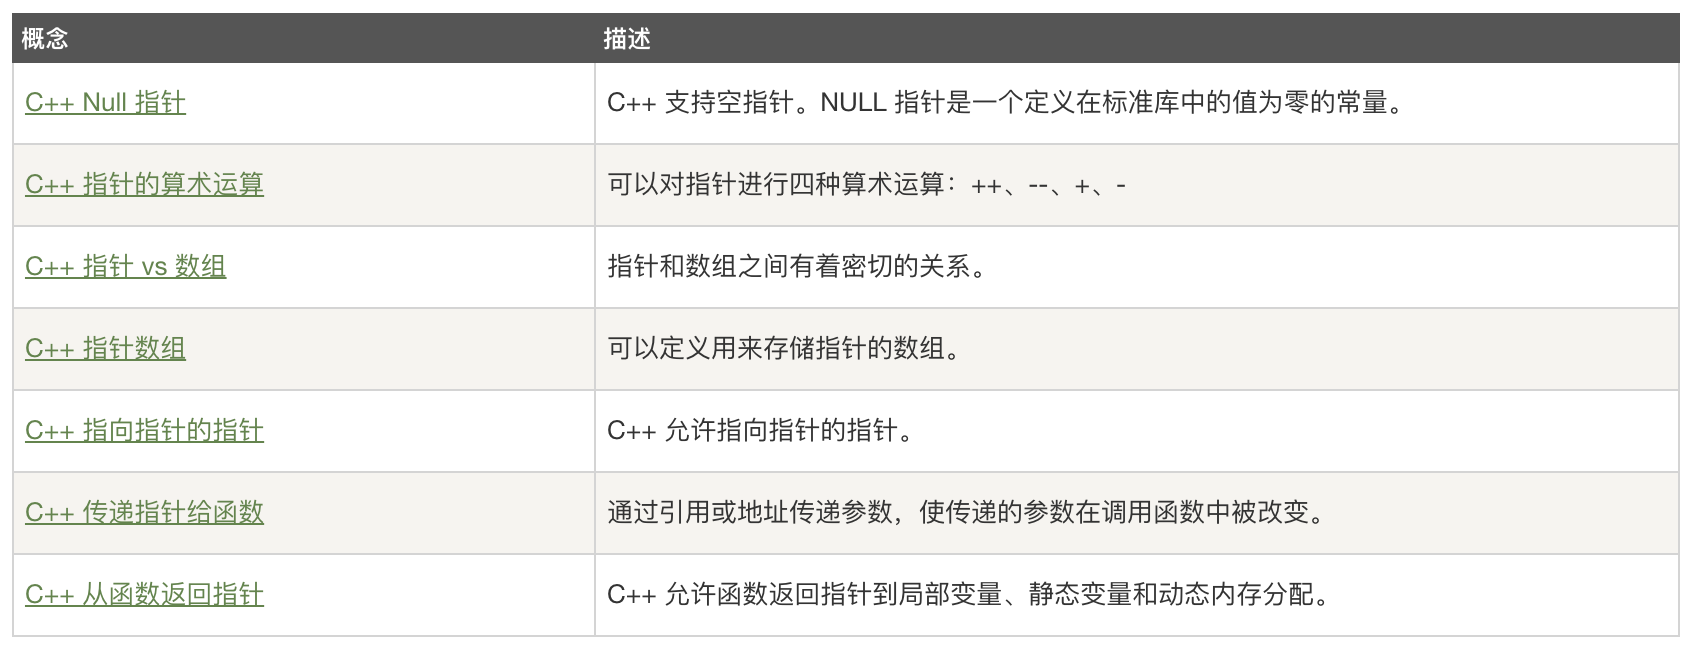 概念 描述
C++ Null 指针 C++ 支持空指针。NULL 指针是一个定义在标准库中的值为零的常量。
C++ 指针的算术运算 可以对指针进行四种算术运算：++、--、+、-
C++ 指针 vs 数组 指针和数组之间有着密切的关系。
C++ 指针数组 可以定义用来存储指针的数组。
C++ 指向指针的指针 C++ 允许指向指针的指针。
C++ 传递指针给函数 通过引用或地址传递参数，使传递的参数在调用函数中被改变。
C++ 从函数返回指针 C++ 允许函数返回指针到局部变量、静态变量和动态内存分配。